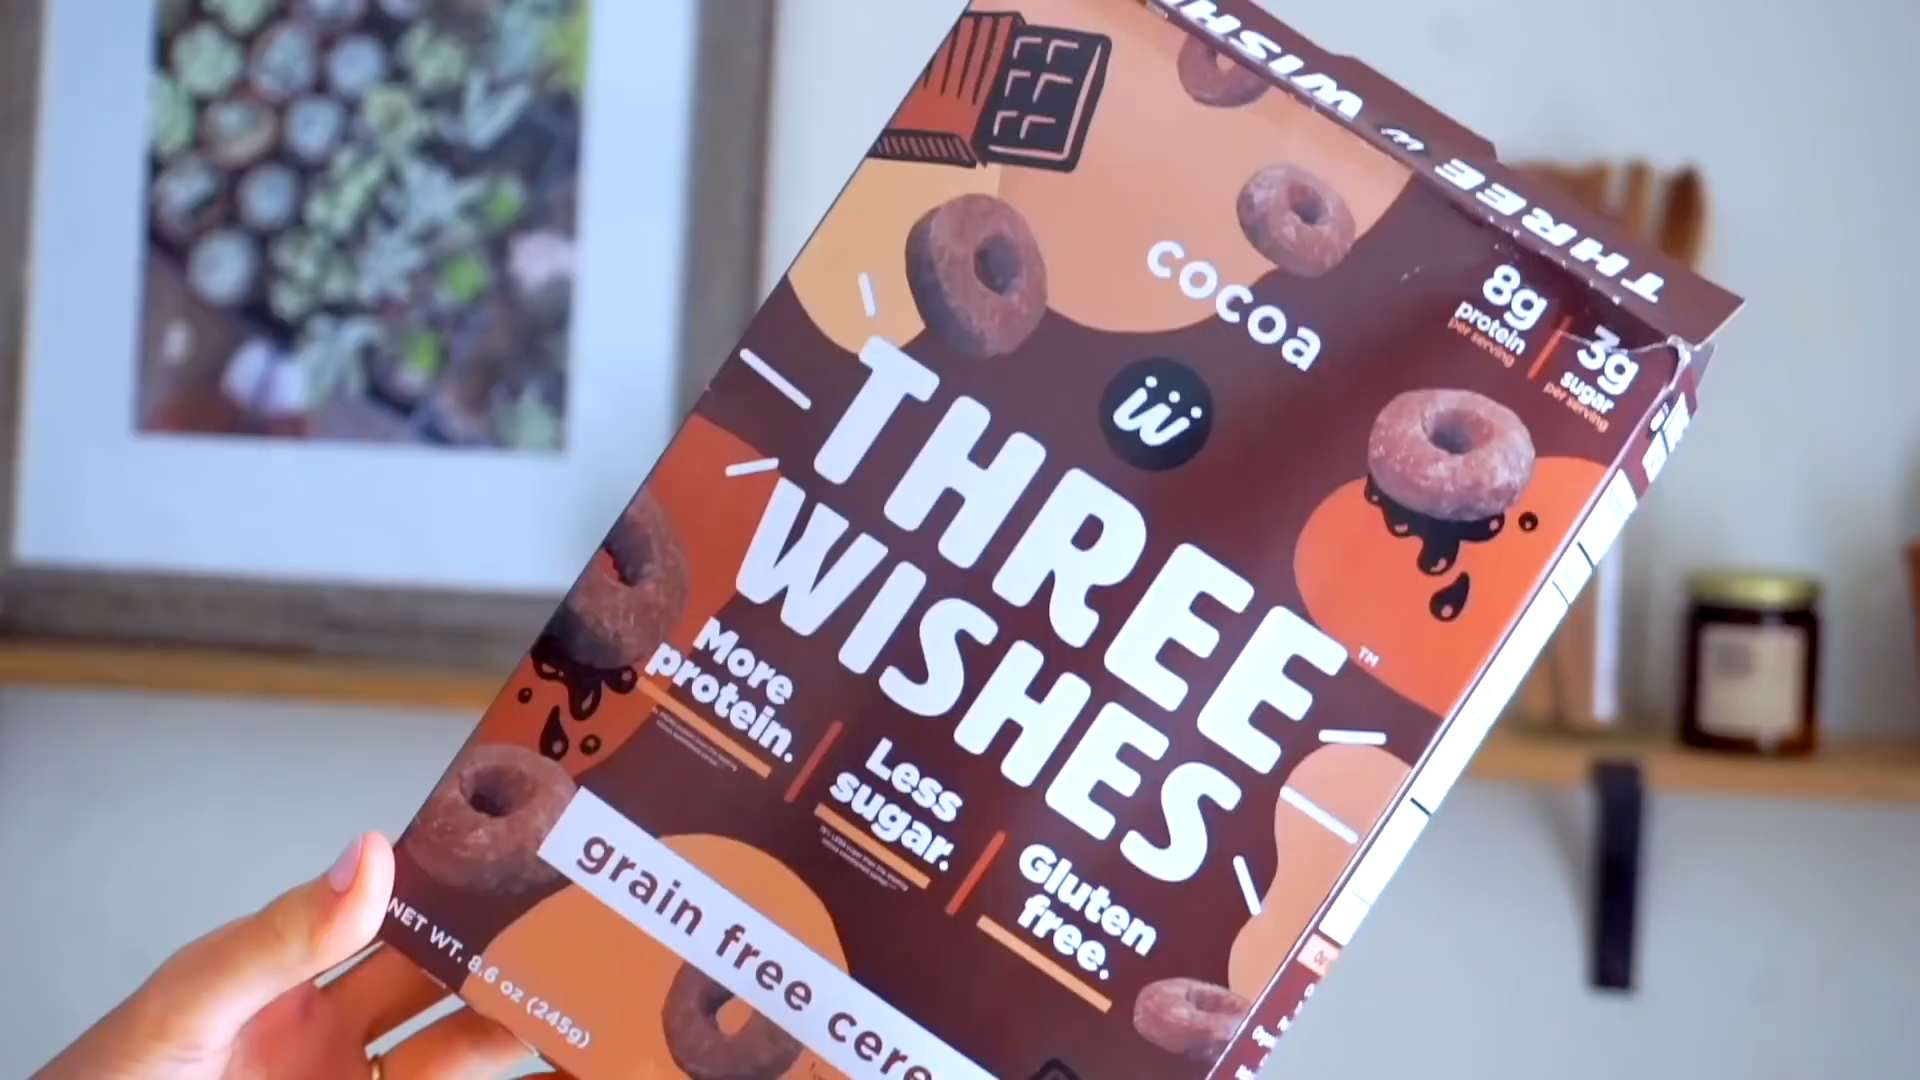 THREE WISH
cocoa
8g
protein
per serving
3g
sugar
per serving
THREE
WISHES
TM
More
protein.
Less
sugar.
Gluten
free.
grain free cere
NET WT. 8.6 oz (245g)